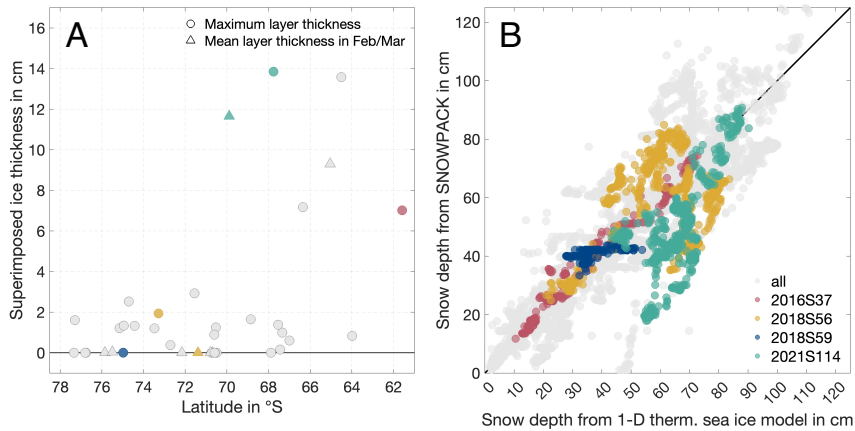 A
Maximum layer thickness
Mean layer thickness in Feb/Mar
Superimposed ice thickness in cm
16
14
12
10
8
6
4
2
0
78 76 74 72 70 68 66 64 62
Latitude in °S
B
Snow depth from SNOWPACK in cm
120
100
80
60
40
20
0
all
2016S37
2018S56
2018S59
2021S114
0 10 20 30 40 50 60 70 80 90 100 120
Snow depth from 1-D therm. sea ice model in cm